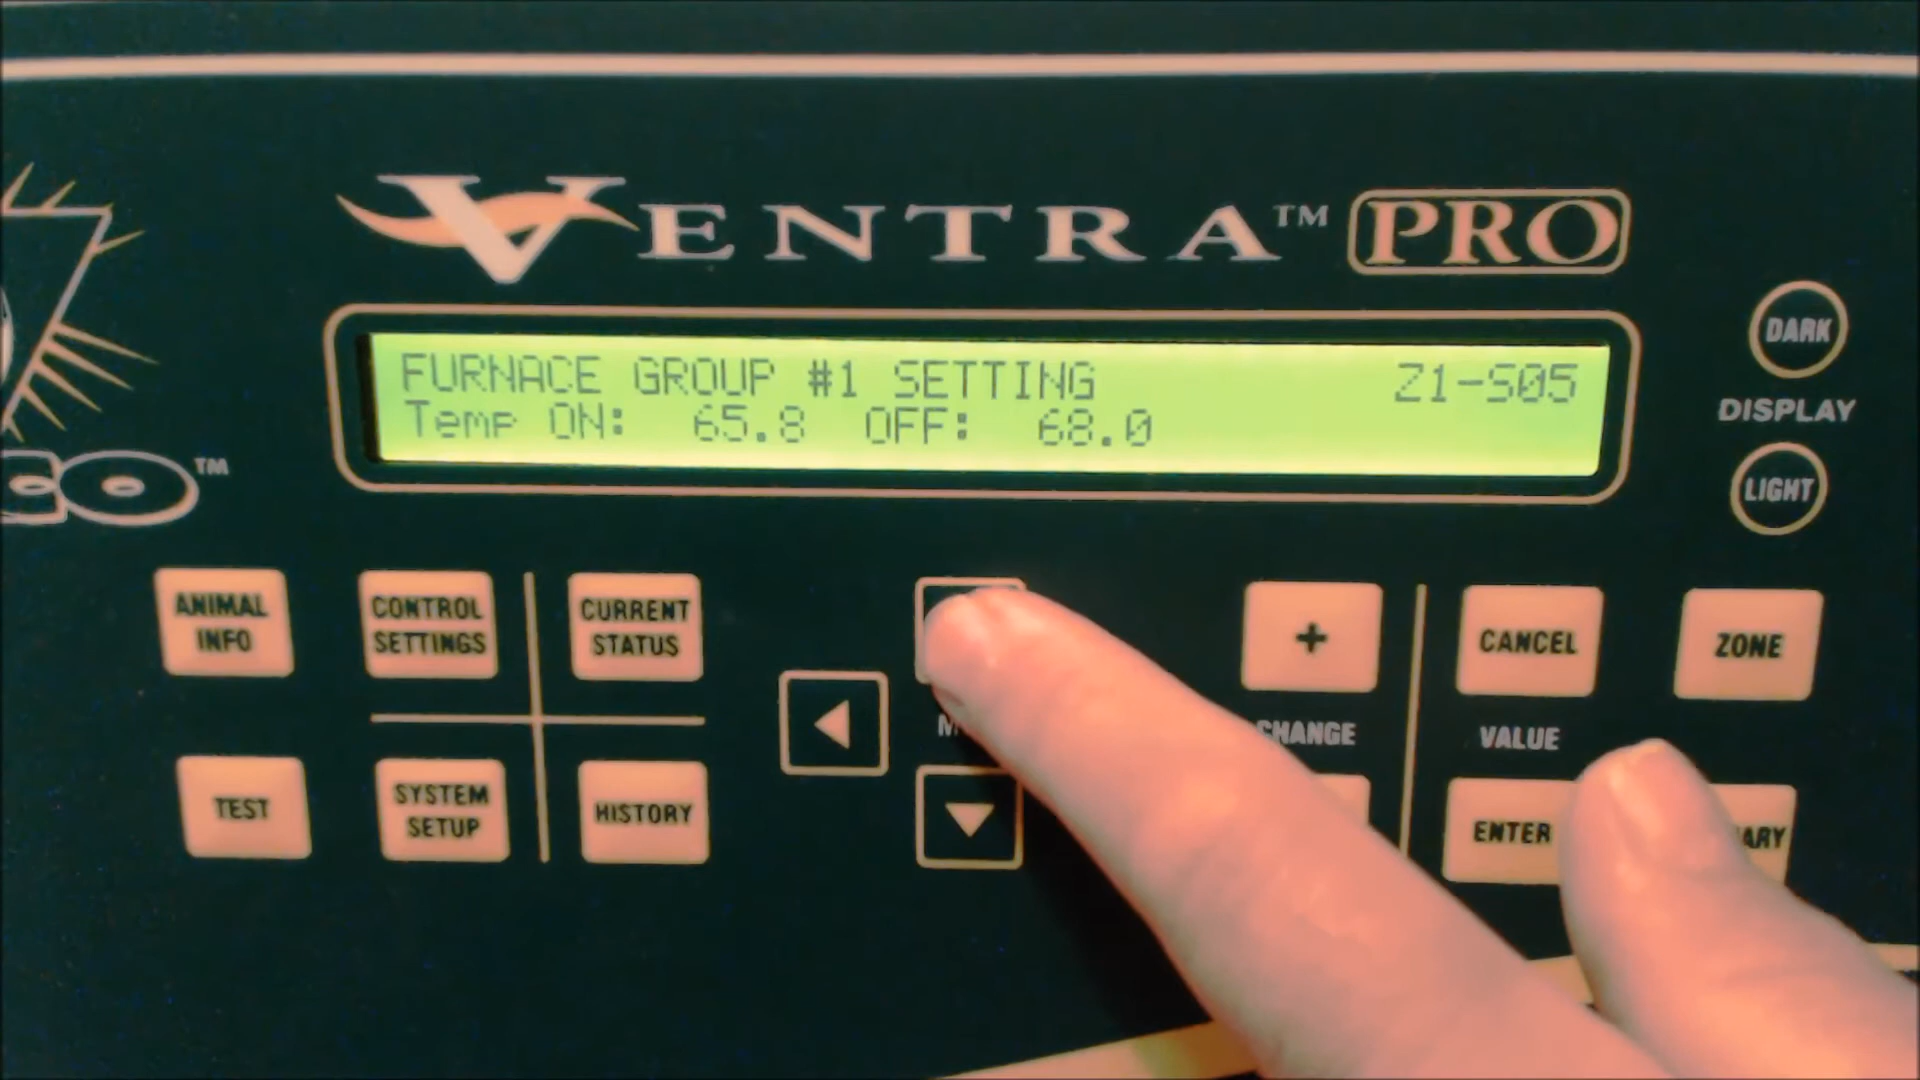 VENTRA™ PRO
FURNACE GROUP #1 SETTING Z1-S05
Temp ON: 65.8 OFF: 68.0
DARK
DISPLAY
LIGHT
™
ANIMAL INFO
CONTROL SETTINGS
CURRENT STATUS
+
CANCEL
ZONE
CHANGE
VALUE
TEST
SYSTEM SETUP
HISTORY
ENTER